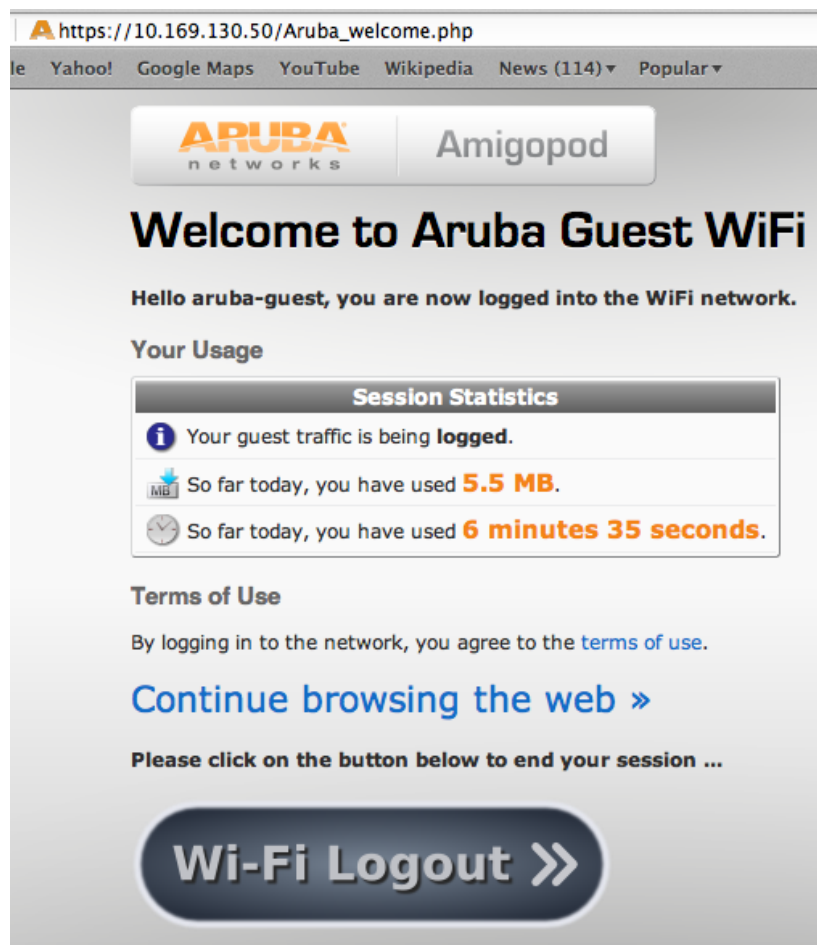 https://10.169.130.50/Aruba_welcome.php
le Yahoo! Google Maps YouTube Wikipedia News (114)▾ Popular▾
ARUBA networks Amigopod
Welcome to Aruba Guest WiFi
Hello aruba-guest, you are now logged into the WiFi network.
Your Usage
Session Statistics
i Your guest traffic is being logged.
MB So far today, you have used 5.5 MB.
So far today, you have used 6 minutes 35 seconds.
Terms of Use
By logging in to the network, you agree to the terms of use.
Continue browsing the web »
Please click on the button below to end your session ...
Wi-Fi Logout »